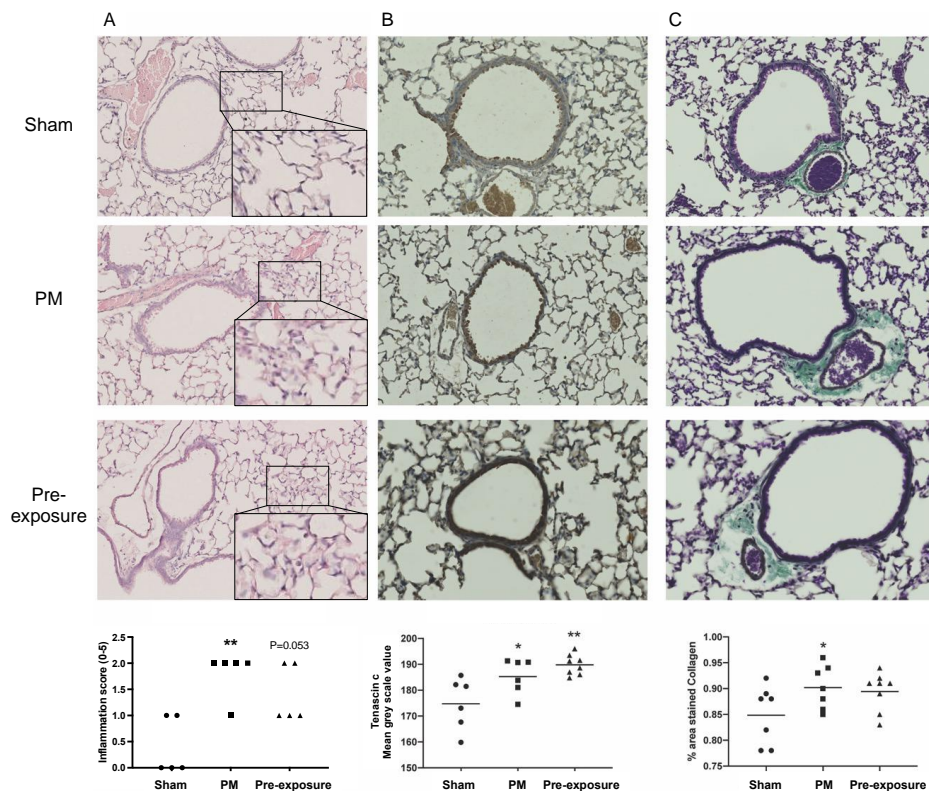 A
B
C
Sham
PM
Pre-
exposure
Inflammation score (0-5)
2.5
2.0
1.5
1.0
0.5
0.0
**
P=0.053
Sham
PM
Pre-exposure
Tenascin c
Mean grey scale value
200
190
180
170
160
150
*
**
Sham
PM
Pre-exposure
% area stained Collagen
1.00
0.95
0.90
0.85
0.80
0.75
*
Sham
PM
Pre-exposure